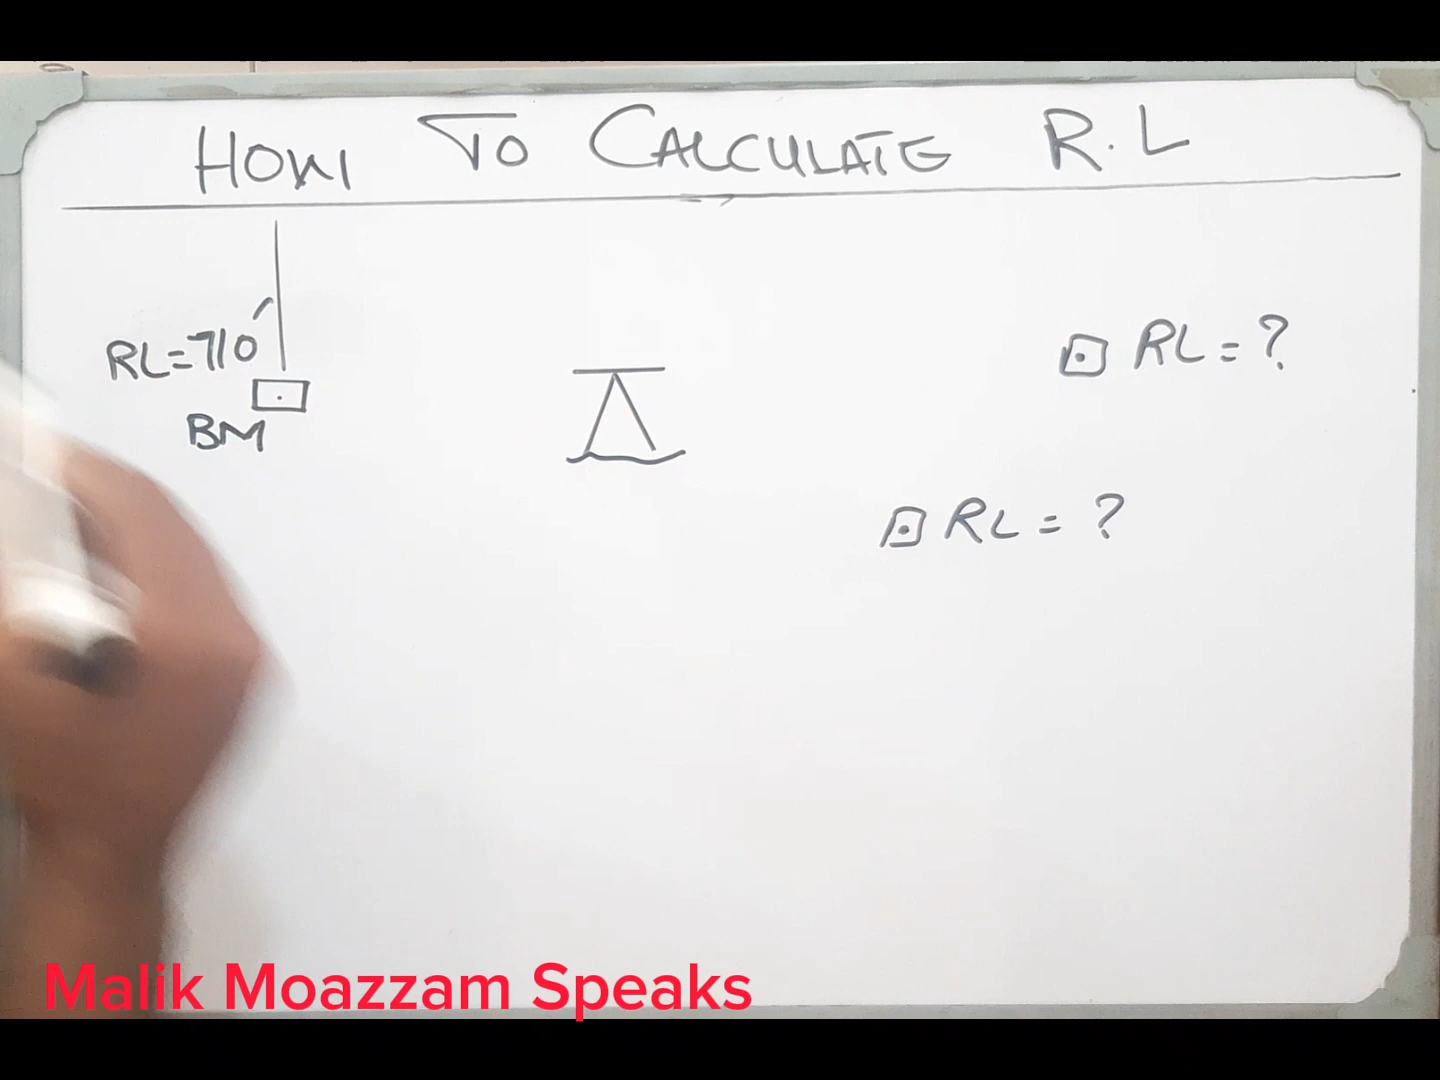 HOW TO CALCULATE R.L
RL=710'
BM
RL = ?
RL = ?
Malik Moazzam Speaks